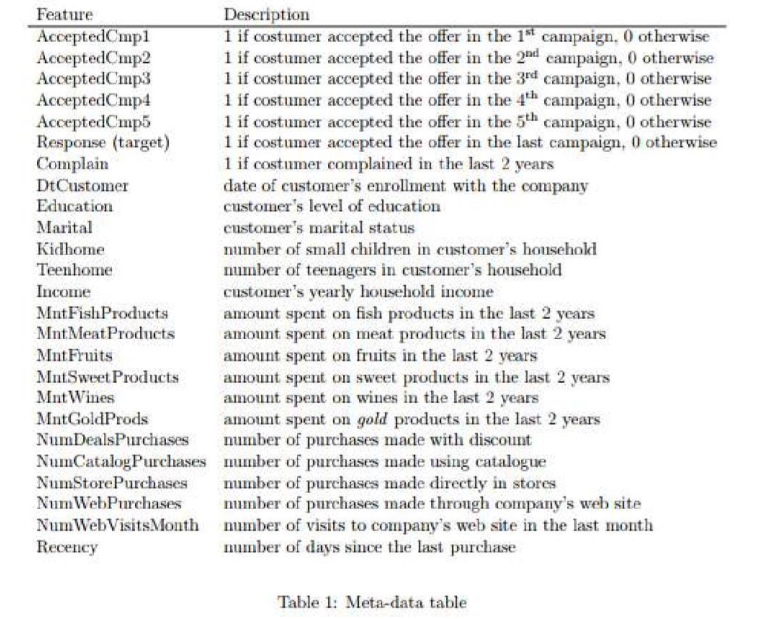 Feature Description
AcceptedCmp1 1 if costumer accepted the offer in the 1st campaign, 0 otherwise
AcceptedCmp2 1 if costumer accepted the offer in the 2nd campaign, 0 otherwise
AcceptedCmp3 1 if costumer accepted the offer in the 3rd campaign, 0 otherwise
AcceptedCmp4 1 if costumer accepted the offer in the 4th campaign, 0 otherwise
AcceptedCmp5 1 if costumer accepted the offer in the 5th campaign, 0 otherwise
Response (target) 1 if costumer accepted the offer in the last campaign, 0 otherwise
Complain 1 if costumer complained in the last 2 years
DtCustomer date of customer's enrollment with the company
Education customer's level of education
Marital customer's marital status
Kidhome number of small children in customer's household
Teenhome number of teenagers in customer's household
Income customer's yearly household income
MntFishProducts amount spent on fish products in the last 2 years
MntMeatProducts amount spent on meat products in the last 2 years
MntFruits amount spent on fruits in the last 2 years
MntSweetProducts amount spent on sweet products in the last 2 years
MntWines amount spent on wines in the last 2 years
MntGoldProds amount spent on gold products in the last 2 years
NumDealsPurchases number of purchases made with discount
NumCatalogPurchases number of purchases made using catalogue
NumStorePurchases number of purchases made directly in stores
NumWebPurchases number of purchases made through company's web site
NumWebVisitsMonth number of visits to company's web site in the last month
Recency number of days since the last purchase
Table 1: Meta-data table